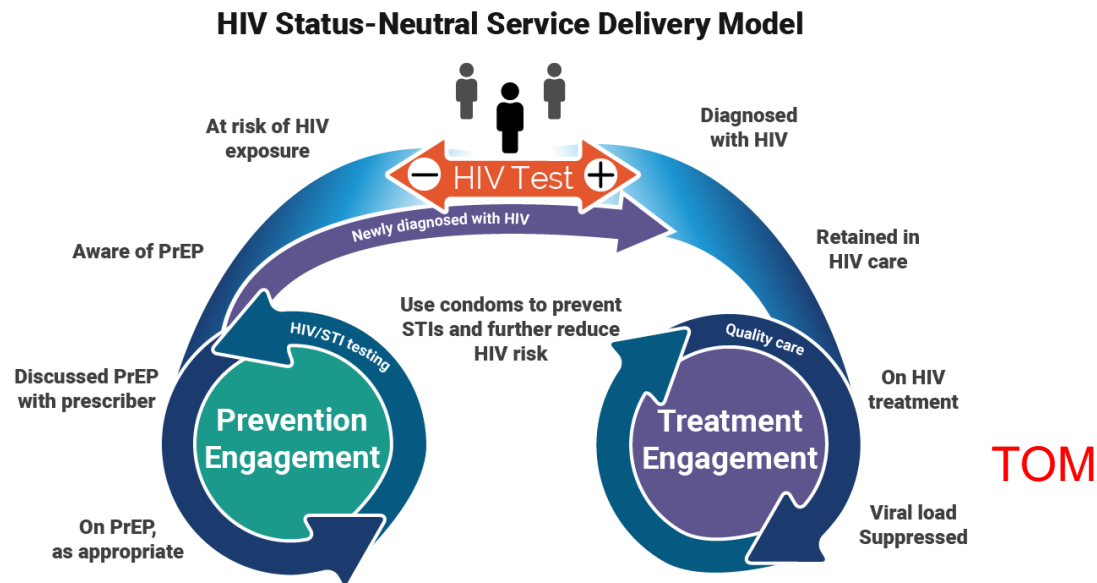 HIV Status-Neutral Service Delivery Model
At risk of HIV
exposure
Diagnosed
with HIV
− HIV Test +
Newly diagnosed with HIV
Aware of PrEP
Retained in
HIV care
Use condoms to prevent
STIs and further reduce
HIV risk
HIV/STI testing
Quality care
Discussed PrEP
with prescriber
Prevention
Engagement
Treatment
Engagement
On HIV
treatment
TOM
On PrEP,
as appropriate
Viral load
Suppressed